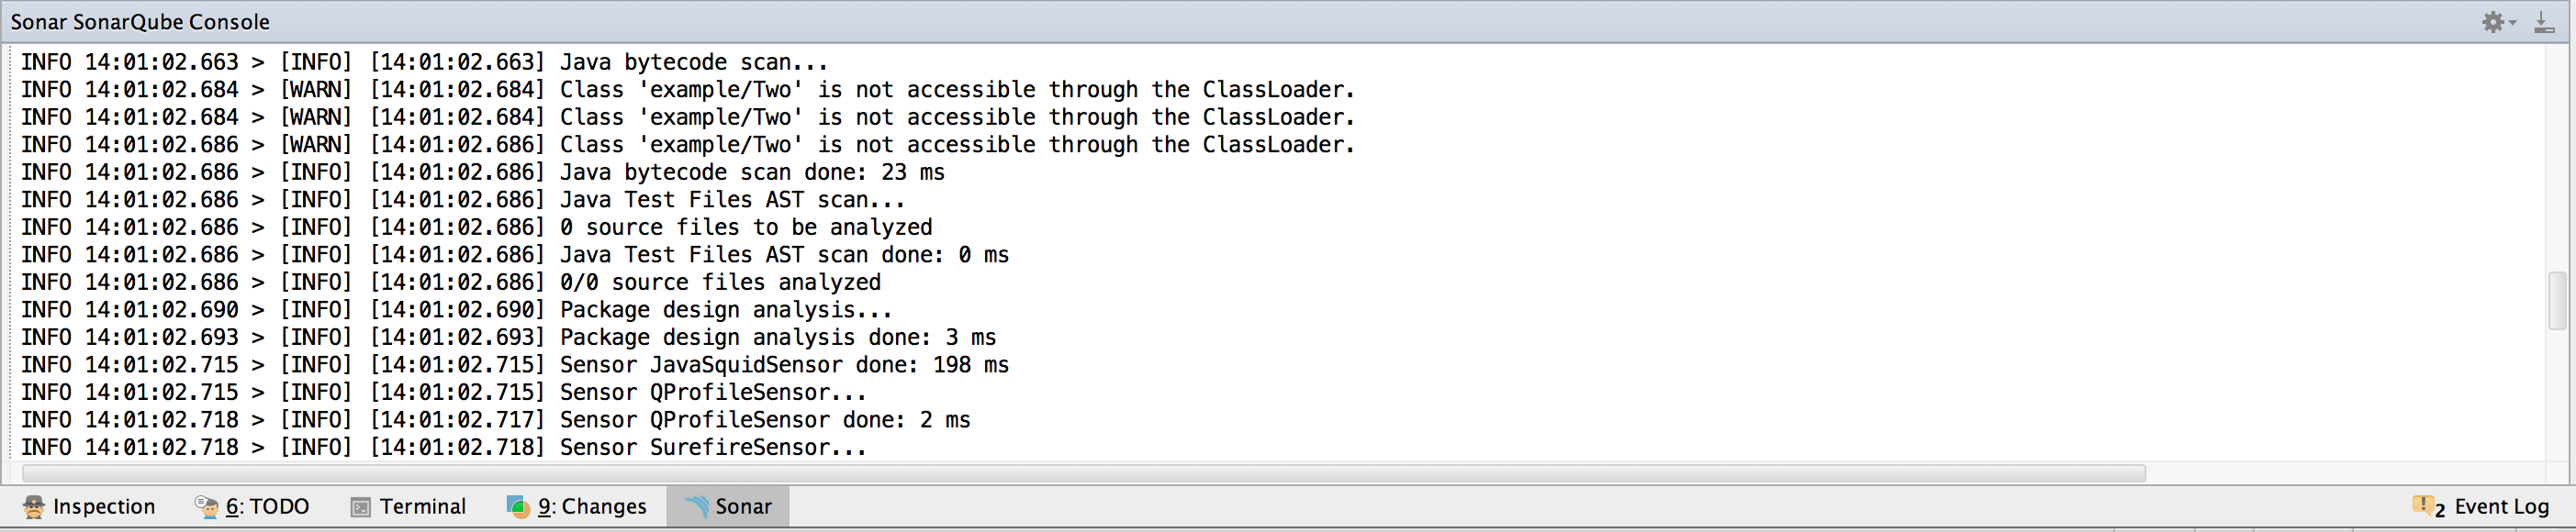 Sonar SonarQube Console
INFO 14:01:02.663 > [INFO] [14:01:02.663] Java bytecode scan...
INFO 14:01:02.684 > [WARN] [14:01:02.684] Class 'example/Two' is not accessible through the ClassLoader.
INFO 14:01:02.684 > [WARN] [14:01:02.684] Class 'example/Two' is not accessible through the ClassLoader.
INFO 14:01:02.686 > [WARN] [14:01:02.686] Class 'example/Two' is not accessible through the ClassLoader.
INFO 14:01:02.686 > [INFO] [14:01:02.686] Java bytecode scan done: 23 ms
INFO 14:01:02.686 > [INFO] [14:01:02.686] Java Test Files AST scan...
INFO 14:01:02.686 > [INFO] [14:01:02.686] 0 source files to be analyzed
INFO 14:01:02.686 > [INFO] [14:01:02.686] Java Test Files AST scan done: 0 ms
INFO 14:01:02.686 > [INFO] [14:01:02.686] 0/0 source files analyzed
INFO 14:01:02.690 > [INFO] [14:01:02.690] Package design analysis...
INFO 14:01:02.693 > [INFO] [14:01:02.693] Package design analysis done: 3 ms
INFO 14:01:02.715 > [INFO] [14:01:02.715] Sensor JavaSquidSensor done: 198 ms
INFO 14:01:02.715 > [INFO] [14:01:02.715] Sensor QProfileSensor...
INFO 14:01:02.718 > [INFO] [14:01:02.717] Sensor QProfileSensor done: 2 ms
INFO 14:01:02.718 > [INFO] [14:01:02.718] Sensor SurefireSensor...
Inspection 6: TODO Terminal 9: Changes Sonar 2 Event Log